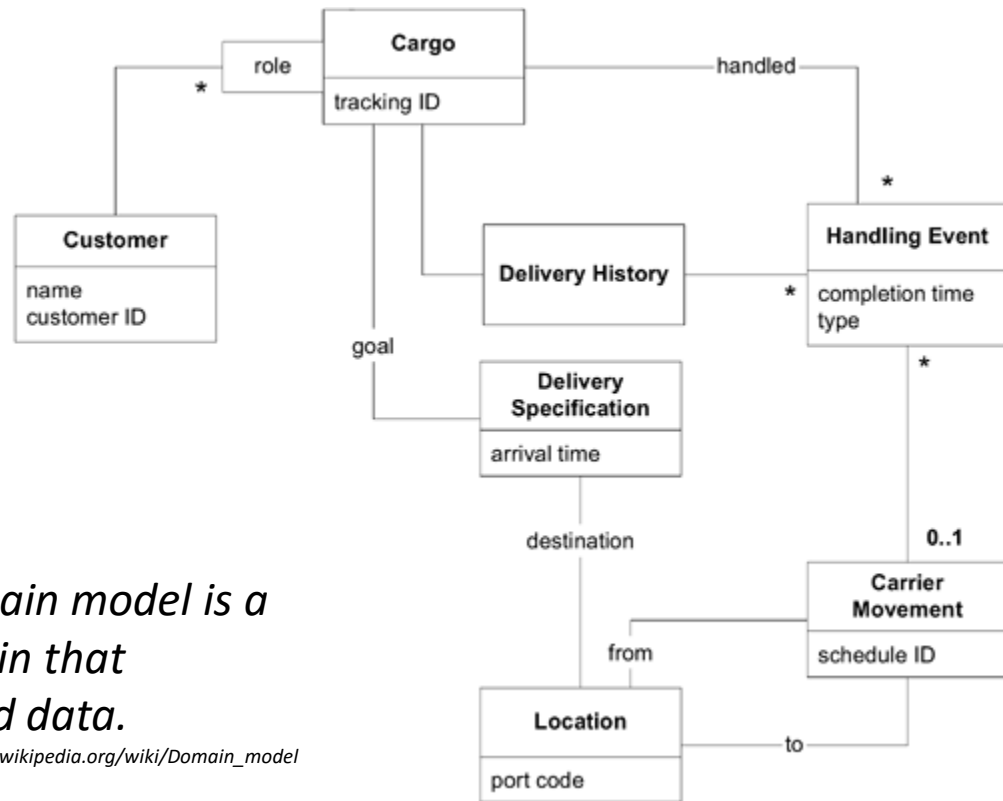 Cargo
tracking ID
role
*
handled
*
Customer
name
customer ID
Delivery History
*
Handling Event
completion time
type
*
goal
Delivery
Specification
arrival time
destination
0..1
Carrier
Movement
schedule ID
from
to
Location
port code
ain model is a
in that
d data.
wikipedia.org/wiki/Domain_model